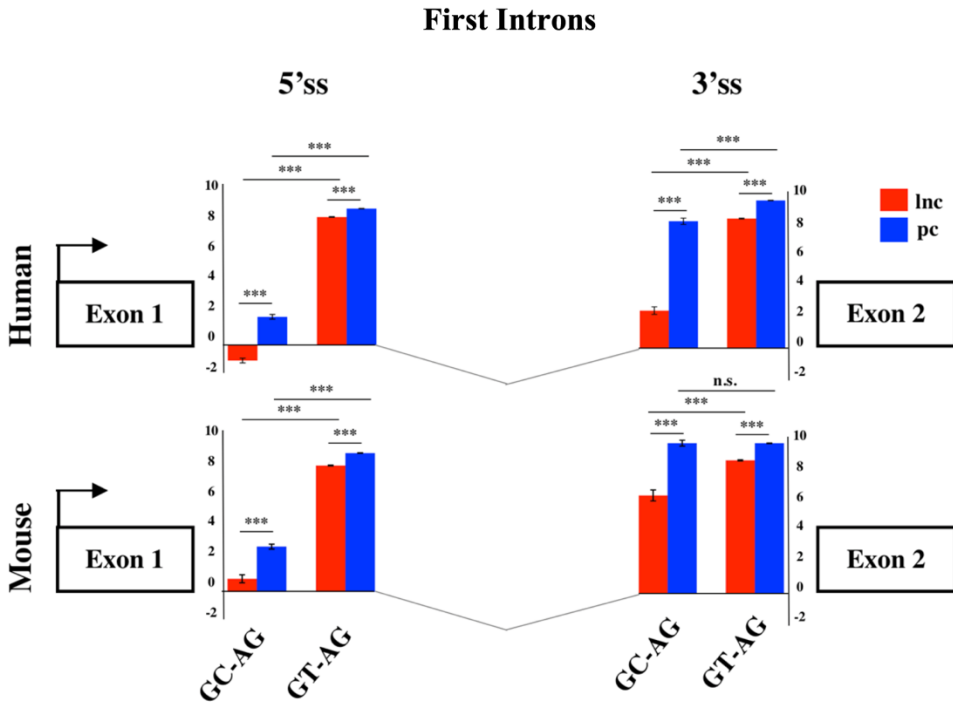 First Introns
5'ss
3'ss
***
***
***
***
***
***
***
***
lnc
pc
Human
Exon 1
10
8
6
4
2
0
-2
10
8
6
4
2
0
-2
Exon 2
***
***
***
***
n.s.
***
***
***
Mouse
Exon 1
10
8
6
4
2
0
-2
10
8
6
4
2
0
-2
Exon 2
GC-AG
GT-AG
GC-AG
GT-AG